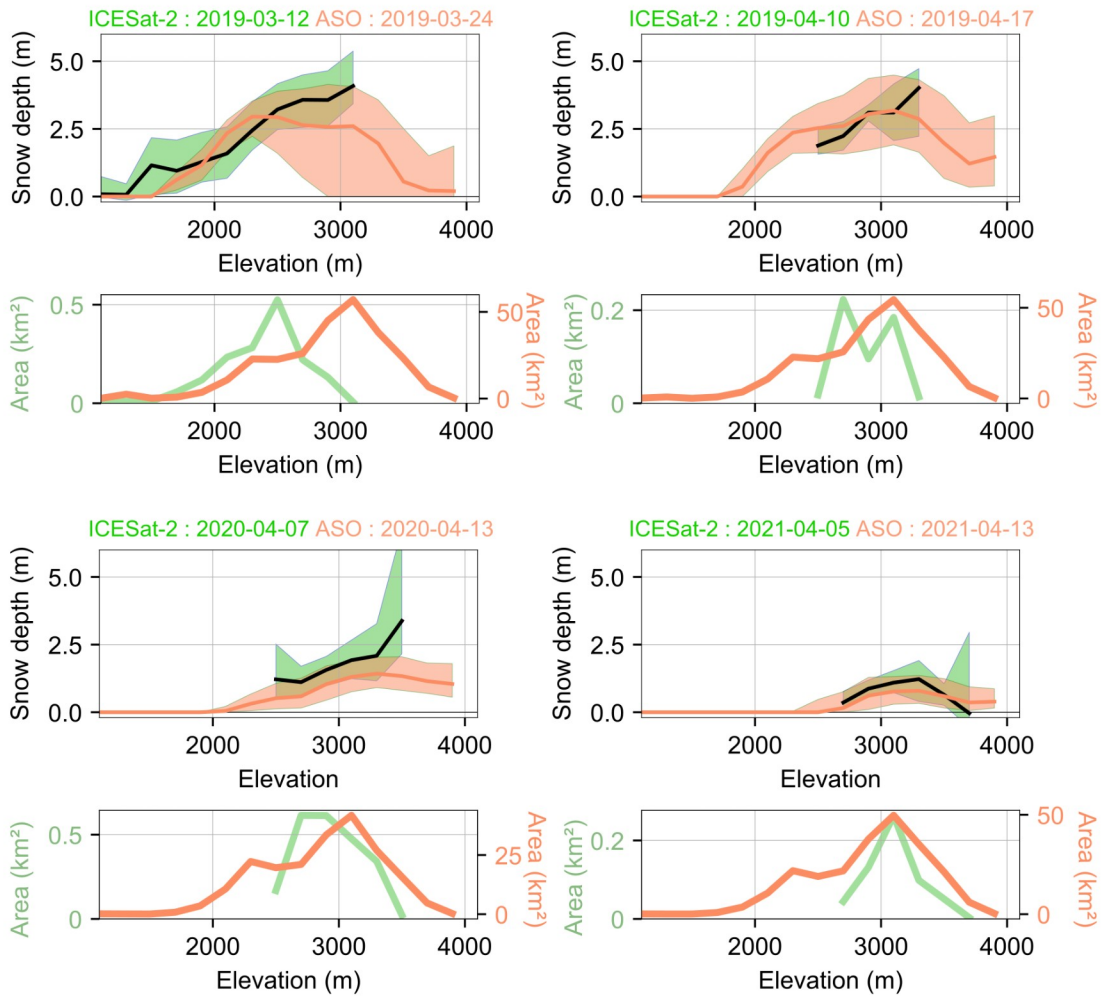 ICESat-2 : 2019-03-12 ASO : 2019-03-24
Snow depth (m)
5.0
2.5
0.0
2000 3000 4000
Elevation (m)
Area (km²)
0.5
0
50
0
Area (km²)
2000 3000 4000
Elevation (m)
ICESat-2 : 2019-04-10 ASO : 2019-04-17
Snow depth (m)
5.0
2.5
0.0
2000 3000 4000
Elevation (m)
Area (km²)
0.2
0
50
0
Area (km²)
2000 3000 4000
Elevation (m)
ICESat-2 : 2020-04-07 ASO : 2020-04-13
Snow depth (m)
5.0
2.5
0.0
2000 3000 4000
Elevation
Area (km²)
0.5
0
25
0
Area (km²)
2000 3000 4000
Elevation (m)
ICESat-2 : 2021-04-05 ASO : 2021-04-13
Snow depth (m)
5.0
2.5
0.0
2000 3000 4000
Elevation
Area (km²)
0.2
0
50
0
Area (km²)
2000 3000 4000
Elevation (m)